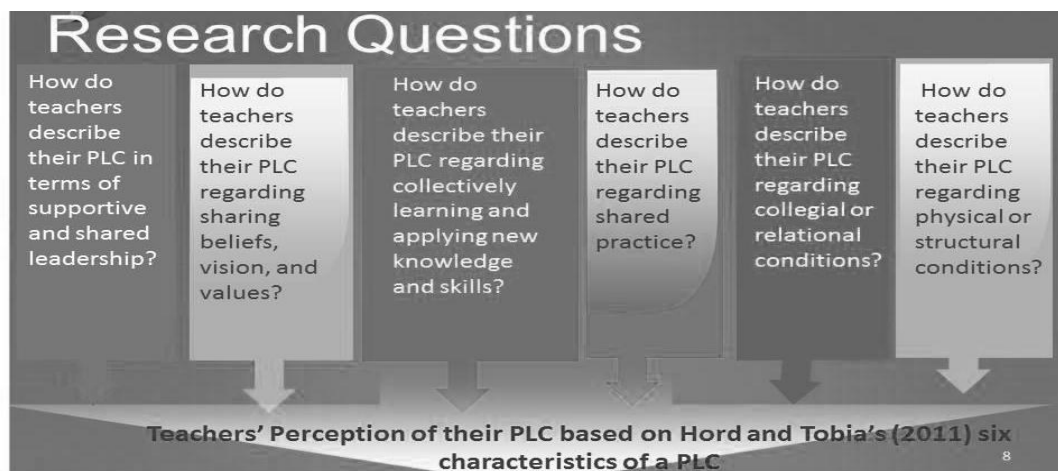 Research Questions
How do
teachers
describe
their PLC in
terms of
supportive
and shared
leadership?
How do
teachers
describe
their PLC
regarding
sharing
beliefs,
vision, and
values?
How do
teachers
describe their
PLC regarding
collectively
learning and
applying new
knowledge
and skills?
How do
teachers
describe
their PLC
regarding
shared
practice?
How do
teachers
describe
their PLC
regarding
collegial or
relational
conditions?
How do
teachers
describe
their PLC
regarding
physical or
structural
conditions?
Teachers' Perception of their PLC based on Hord and Tobia's (2011) six
characteristics of a PLC
8